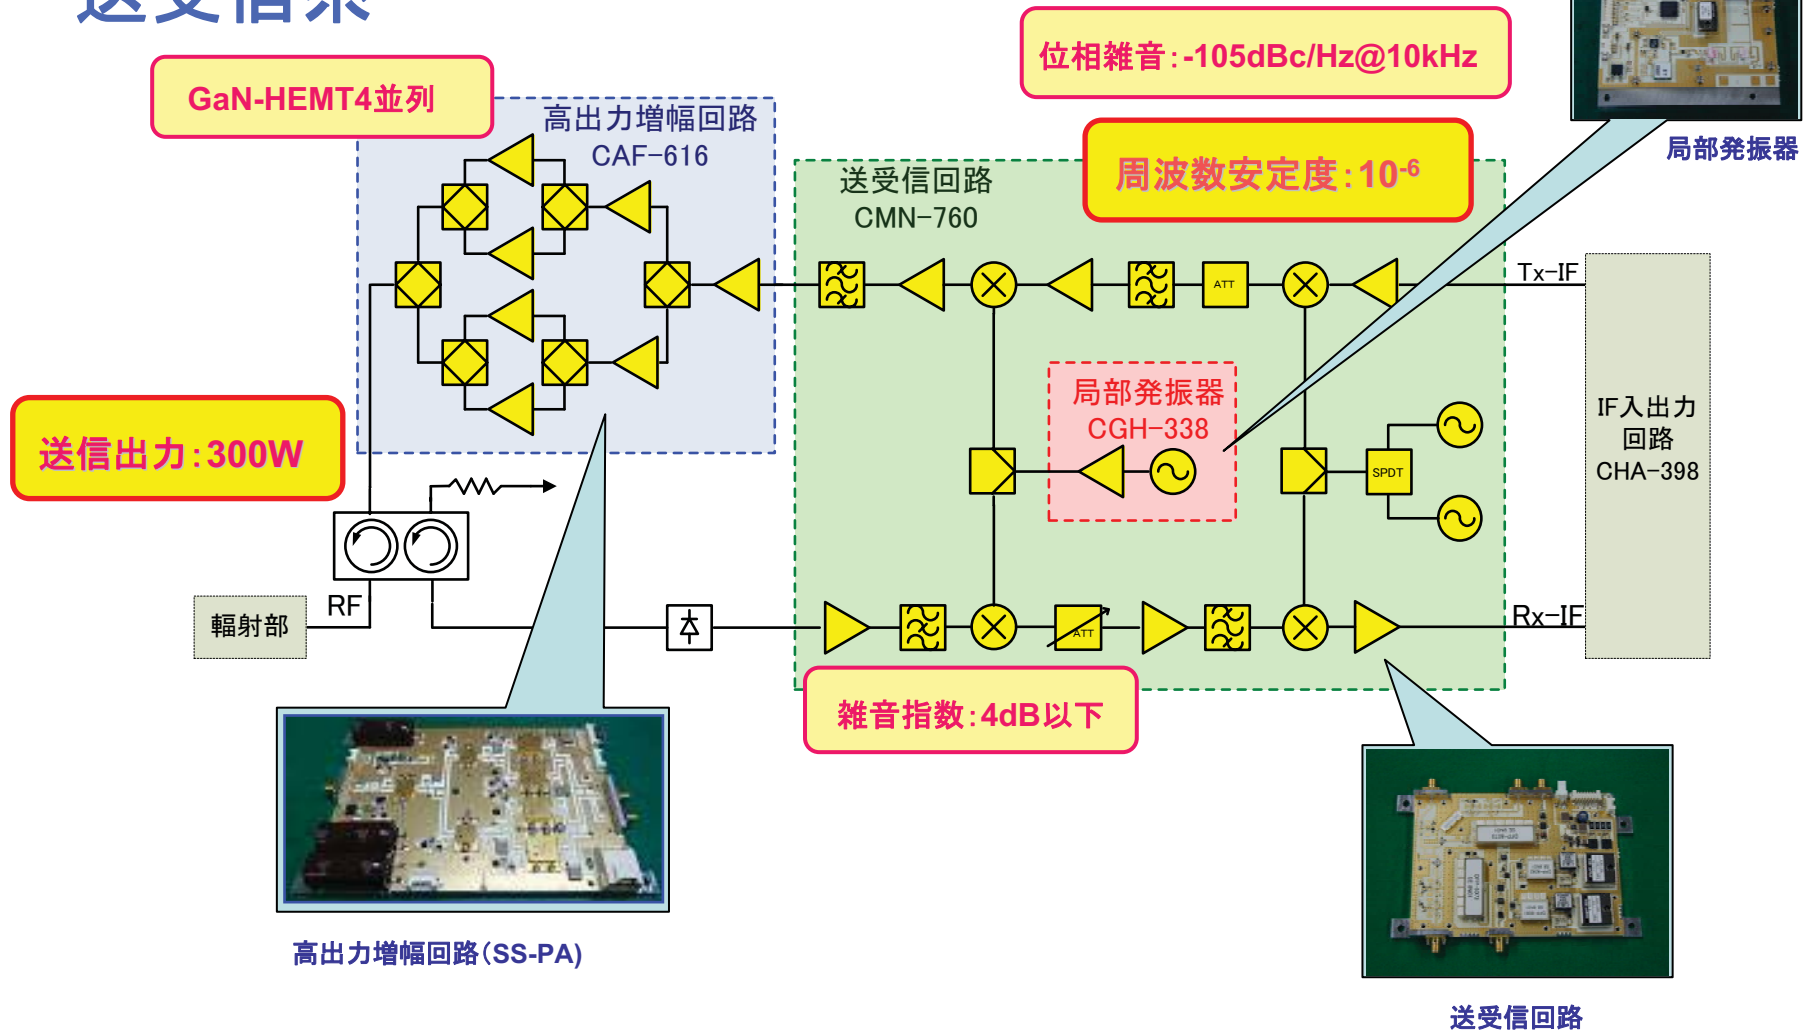 送受信系
位相雑音：-105dBc/Hz@10kHz
GaN-HEMT4並列
高出力増幅回路
CAF-616
周波数安定度：10-6
局部発振器
送受信回路
CMN-760
Tx-IF
ATT
局部発振器
CGH-338
IF入出力
回路
CHA-398
送信出力：300W
SPDT
RF
輻射部
ATT
Rx-IF
雑音指数：4dB以下
高出力増幅回路（SS-PA)
送受信回路